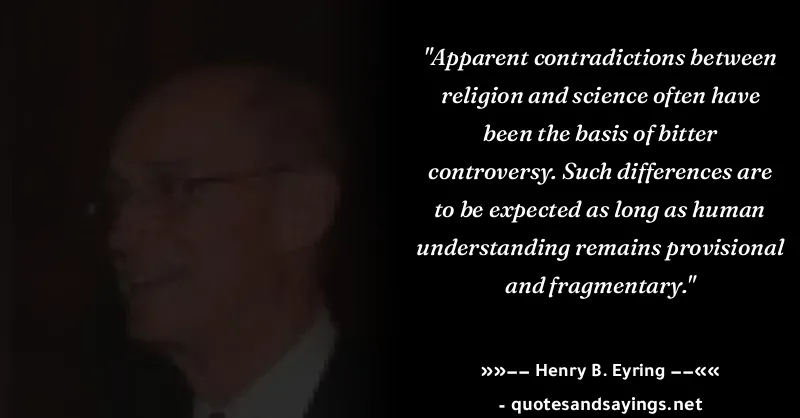 "Apparent contradictions between
religion and science often have
been the basis of bitter
controversy. Such differences are
to be expected as long as human
understanding remains provisional
and fragmentary."
»»–– Henry B. Eyring ––««
- quotesandsayings.net